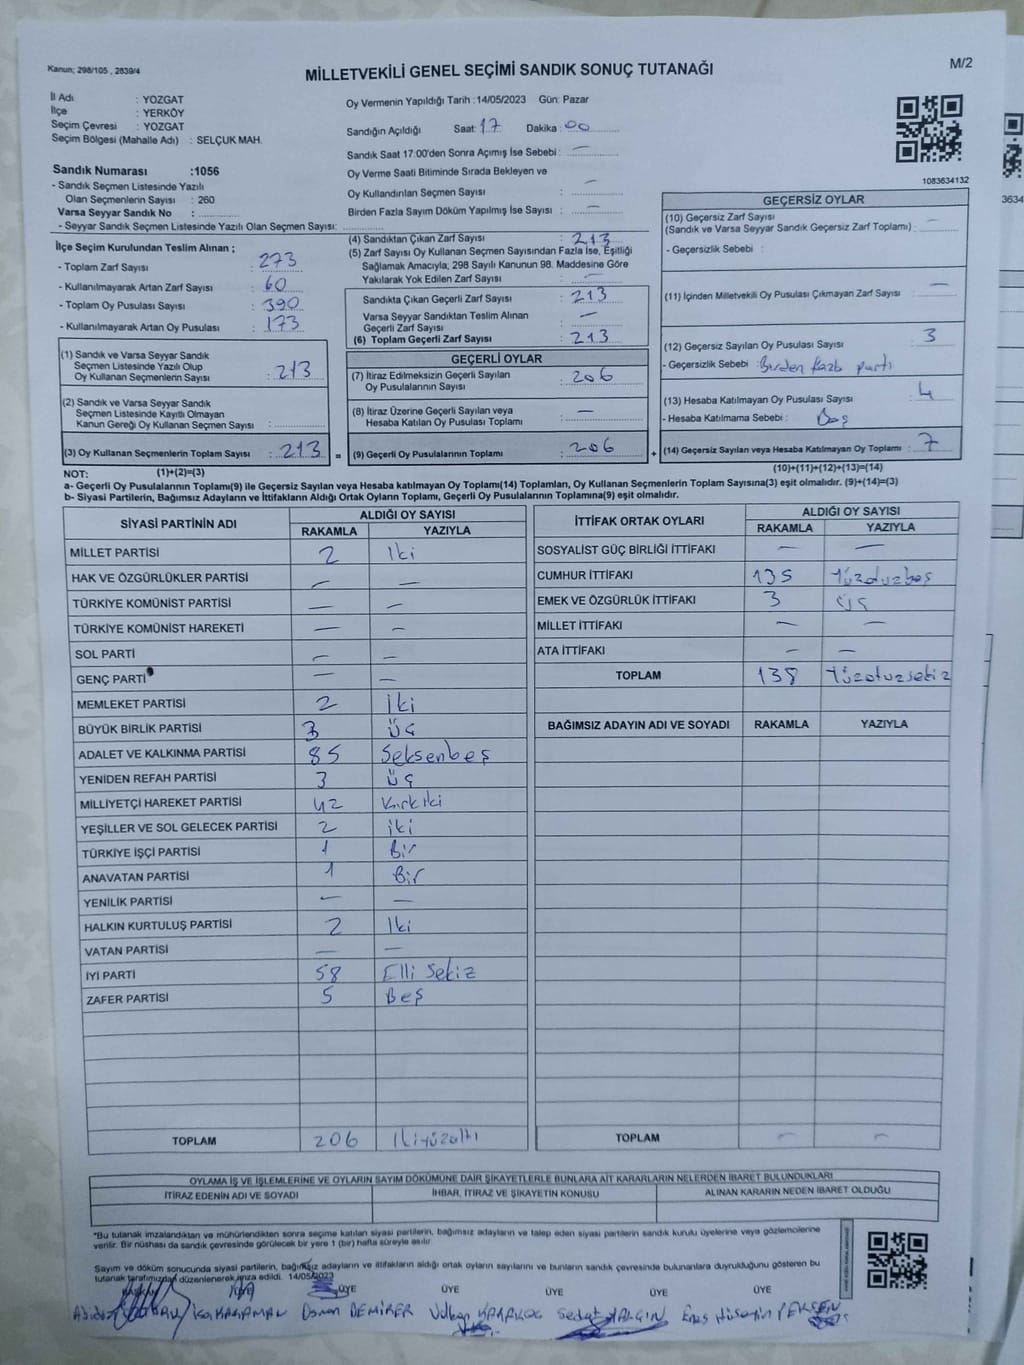 Kanun; 298/105 , 2839/4
MİLLETVEKİLİ GENEL SEÇİMİ SANDIK SONUÇ TUTANAĞI
M/2
İl Adı : YOZGAT
İlçe : YERKÖY
Seçim Çevresi : YOZGAT
Seçim Bölgesi (Mahalle Adı) : SELÇUK MAH.
Oy Vermenin Yapıldığı Tarih :14/05/2023 Gün: Pazar
Sandığın Açıldığı Saat: 17 Dakika : 00
Sandık Saat 17:00'den Sonra Açımış İse Sebebi : —
Oy Verme Saati Bitiminde Sırada Bekleyen ve
Oy Kullandırılan Seçmen Sayısı : —
Birden Fazla Sayım Döküm Yapılmış İse Sayısı : —
1083634132
Sandık Numarası :1056
- Sandık Seçmen Listesinde Yazılı
Olan Seçmenlerin Sayısı : 260
Varsa Seyyar Sandık No :
- Seyyar Sandık Seçmen Listesinde Yazılı Olan Seçmen Sayısı:
İlçe Seçim Kurulundan Teslim Alınan ;
- Toplam Zarf Sayısı : 273
- Kullanılmayarak Artan Zarf Sayısı : 60
- Toplam Oy Pusulası Sayısı : 390
- Kullanılmayarak Artan Oy Pusulası : 173
(1) Sandık ve Varsa Seyyar Sandık
Seçmen Listesinde Yazılı Olup
Oy Kullanan Seçmenlerin Sayısı : 213
(2) Sandık ve Varsa Seyyar Sandık
Seçmen Listesinde Kayıtlı Olmayan
Kanun Gereği Oy Kullanan Seçmen Sayısı :
(3) Oy Kullanan Seçmenlerin Toplam Sayısı : 213 =
(4) Sandıktan Çıkan Zarf Sayısı : 213
(5) Zarf Sayısı Oy Kullanan Seçmen Sayısından Fazla İse, Eşitliği
Sağlamak Amacıyla; 298 Sayılı Kanunun 98. Maddesine Göre
Yakılarak Yok Edilen Zarf Sayısı : —
Sandıkta Çıkan Geçerli Zarf Sayısı : 213
Varsa Seyyar Sandıktan Teslim Alınan
Geçerli Zarf Sayısı : —
(6) Toplam Geçerli Zarf Sayısı : 213
GEÇERLİ OYLAR
(7) İtiraz Edilmeksizin Geçerli Sayılan
Oy Pusulalarının Sayısı : 206
(8) İtiraz Üzerine Geçerli Sayılan veya
Hesaba Katılan Oy Pusulası Toplamı : —
(9) Geçerli Oy Pusulalarının Toplamı : 206 +
GEÇERSİZ OYLAR
(10) Geçersiz Zarf Sayısı
(Sandık ve Varsa Seyyar Sandık Geçersiz Zarf Toplamı) : —
- Geçersizlik Sebebi :
(11) İçinden Milletvekili Oy Pusulası Çıkmayan Zarf Sayısı : —
(12) Geçersiz Sayılan Oy Pusulası Sayısı : 3
- Geçersizlik Sebebi : Birden fazla parti
(13) Hesaba Katılmayan Oy Pusulası Sayısı : 4
- Hesaba Katılmama Sebebi : Boş
(14) Geçersiz Sayılan veya Hesaba Katılmayan Oy Toplamı : 7
NOT: (1)+(2)=(3) (10)+(11)+(12)+(13)=(14)
a- Geçerli Oy Pusulalarının Toplamı(9) ile Geçersiz Sayılan veya Hesaba katılmayan Oy Toplamı(14) Toplamları, Oy Kullanan Seçmenlerin Toplam Sayısına(3) eşit olmalıdır. (9)+(14)=(3)
b- Siyasi Partilerin, Bağımsız Adayların ve İttifakların Aldığı Ortak Oyların Toplamı, Geçerli Oy Pusulalarının Toplamına(9) eşit olmalıdır.
SİYASİ PARTİNİN ADI ALDIĞI OY SAYISI
RAKAMLA YAZIYLA
MİLLET PARTİSİ 2 İki
HAK VE ÖZGÜRLÜKLER PARTİSİ — —
TÜRKİYE KOMÜNİST PARTİSİ — —
TÜRKİYE KOMÜNİST HAREKETİ — —
SOL PARTİ — —
GENÇ PARTİ — —
MEMLEKET PARTİSİ 2 İki
BÜYÜK BİRLİK PARTİSİ 3 Üç
ADALET VE KALKINMA PARTİSİ 85 Seksenbeş
YENİDEN REFAH PARTİSİ 3 Üç
MİLLİYETÇİ HAREKET PARTİSİ 42 Kırkiki
YEŞİLLER VE SOL GELECEK PARTİSİ 2 iki
TÜRKİYE İŞÇİ PARTİSİ 1 Bir
ANAVATAN PARTİSİ 1 Bir
YENİLİK PARTİSİ — —
HALKIN KURTULUŞ PARTİSİ 2 İki
VATAN PARTİSİ — —
İYİ PARTİ 58 Elli Sekiz
ZAFER PARTİSİ 5 Beş
TOPLAM 206 İkiyüzaltı
İTTİFAK ORTAK OYLARI ALDIĞI OY SAYISI
RAKAMLA YAZIYLA
SOSYALİST GÜÇ BİRLİĞİ İTTİFAKI — —
CUMHUR İTTİFAKI 135 Yüzotuzbeş
EMEK VE ÖZGÜRLÜK İTTİFAKI 3 Üç
MİLLET İTTİFAKI — —
ATA İTTİFAKI — —
TOPLAM 138 Yüzotuzsekiz
BAĞIMSIZ ADAYIN ADI VE SOYADI RAKAMLA YAZIYLA
TOPLAM — —
OYLAMA İŞ VE İŞLEMLERİNE VE OYLARIN SAYIM DÖKÜMÜNE DAİR ŞİKAYETLERLE BUNLARA AİT KARARLARIN NELERDEN İBARET BULUNDUKLARI
İTİRAZ EDENİN ADI VE SOYADI İHBAR, İTİRAZ VE ŞİKAYETİN KONUSU ALINAN KARARIN NEDEN İBARET OLDUĞU
*Bu tutanak imzalandıktan ve mühürlendikten sonra seçime katılan siyasi partilerin, bağımsız adayların ve talep eden siyasi partilerin sandık kurulu üyelerine veya gözlemcilerine
verilir. Bir nüshası da sandık çevresinde görülecek bir yere 1 (bir) hafta süreyle asılır.
Sayım ve döküm sonucunda siyasi partilerin, bağımsız adayların ve ittifakların aldığı ortak oyların sayılarını ve bunların sandık çevresinde bulunanlara duyrulduğunu gösteren bu
tutanak tarafımızdan düzenlenerek imza edildi. 14/05/2023
ÜYE ÜYE ÜYE ÜYE ÜYE
İsa KARAMAN Osman DEMİRER Volkan Sedat YALÇIN Enes Hüseyin